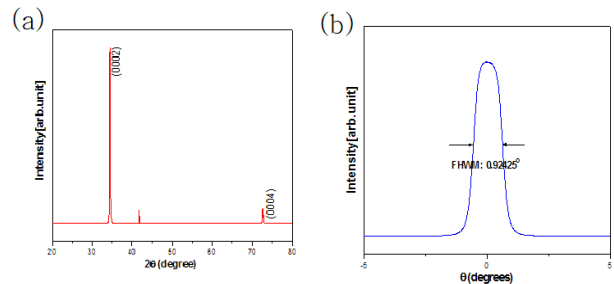 (a)
Intensity[arb.unit]
(0002)
(0004)
20 30 40 50 60 70 80
2θ (degree)
(b)
Intensity[arb.unit]
FHWM: 0.92425°
-5 0 5
θ(degrees)